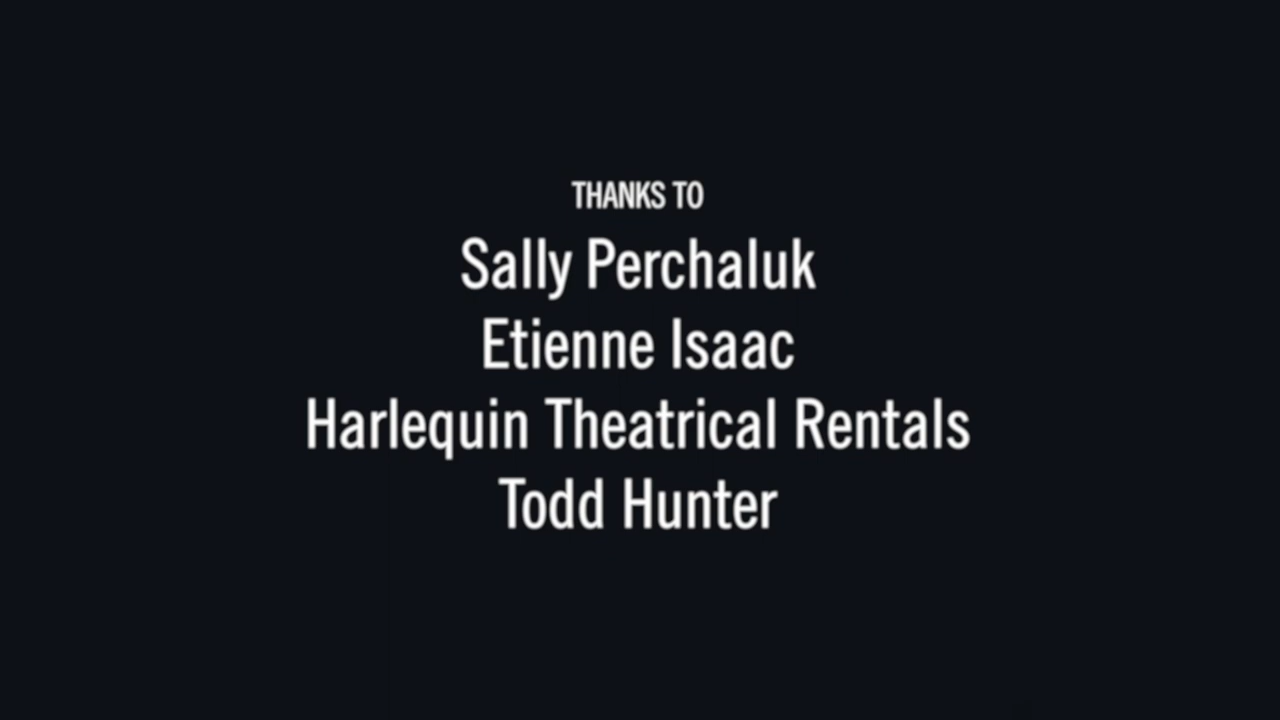 THANKS TO
Sally Perchaluk
Etienne Isaac
Harlequin Theatrical Rentals
Todd Hunter